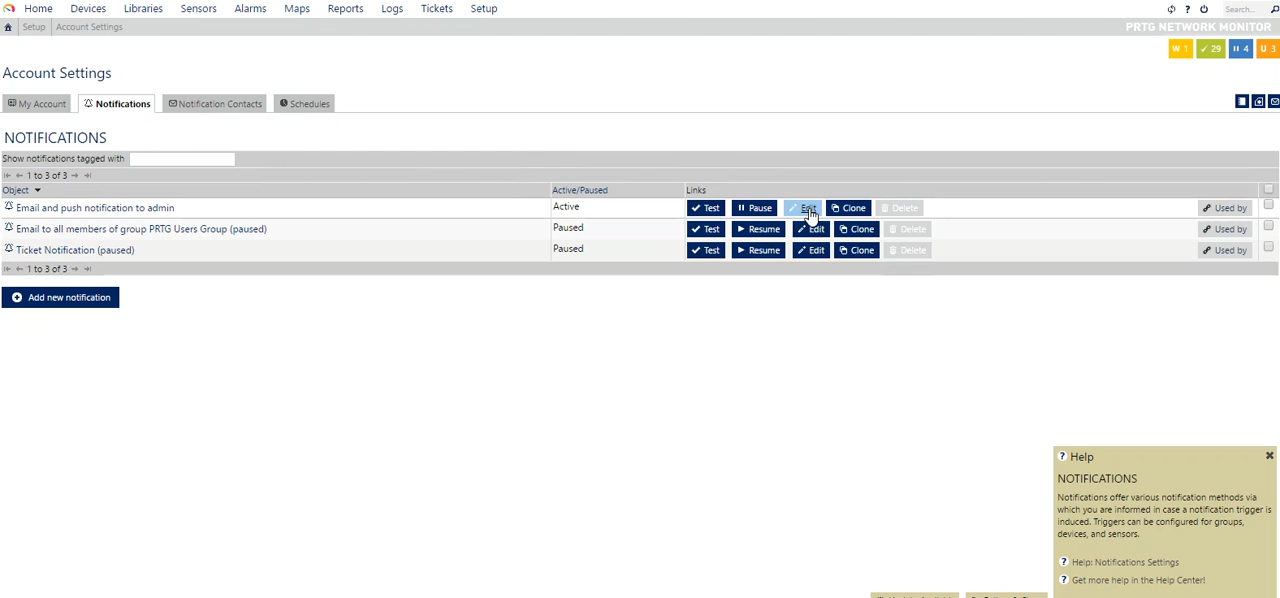 Home Devices Libraries Sensors Alarms Maps Reports Logs Tickets Setup Search...
Setup Account Settings PRTG NETWORK MONITOR
W 1 29 4 U 3
Account Settings
My Account Notifications Notification Contacts Schedules
NOTIFICATIONS
Show notifications tagged with
1 to 3 of 3
Object Active/Paused Links
Email and push notification to admin Active Test Pause Edit Clone Delete Used by
Email to all members of group PRTG Users Group (paused) Paused Test Resume Edit Clone Delete Used by
Ticket Notification (paused) Paused Test Resume Edit Clone Delete Used by
1 to 3 of 3
Add new notification
? Help
NOTIFICATIONS
Notifications offer various notification methods via
which you are informed in case a notification trigger is
induced. Triggers can be configured for groups,
devices, and sensors.
? Help: Notifications Settings
? Get more help in the Help Center!